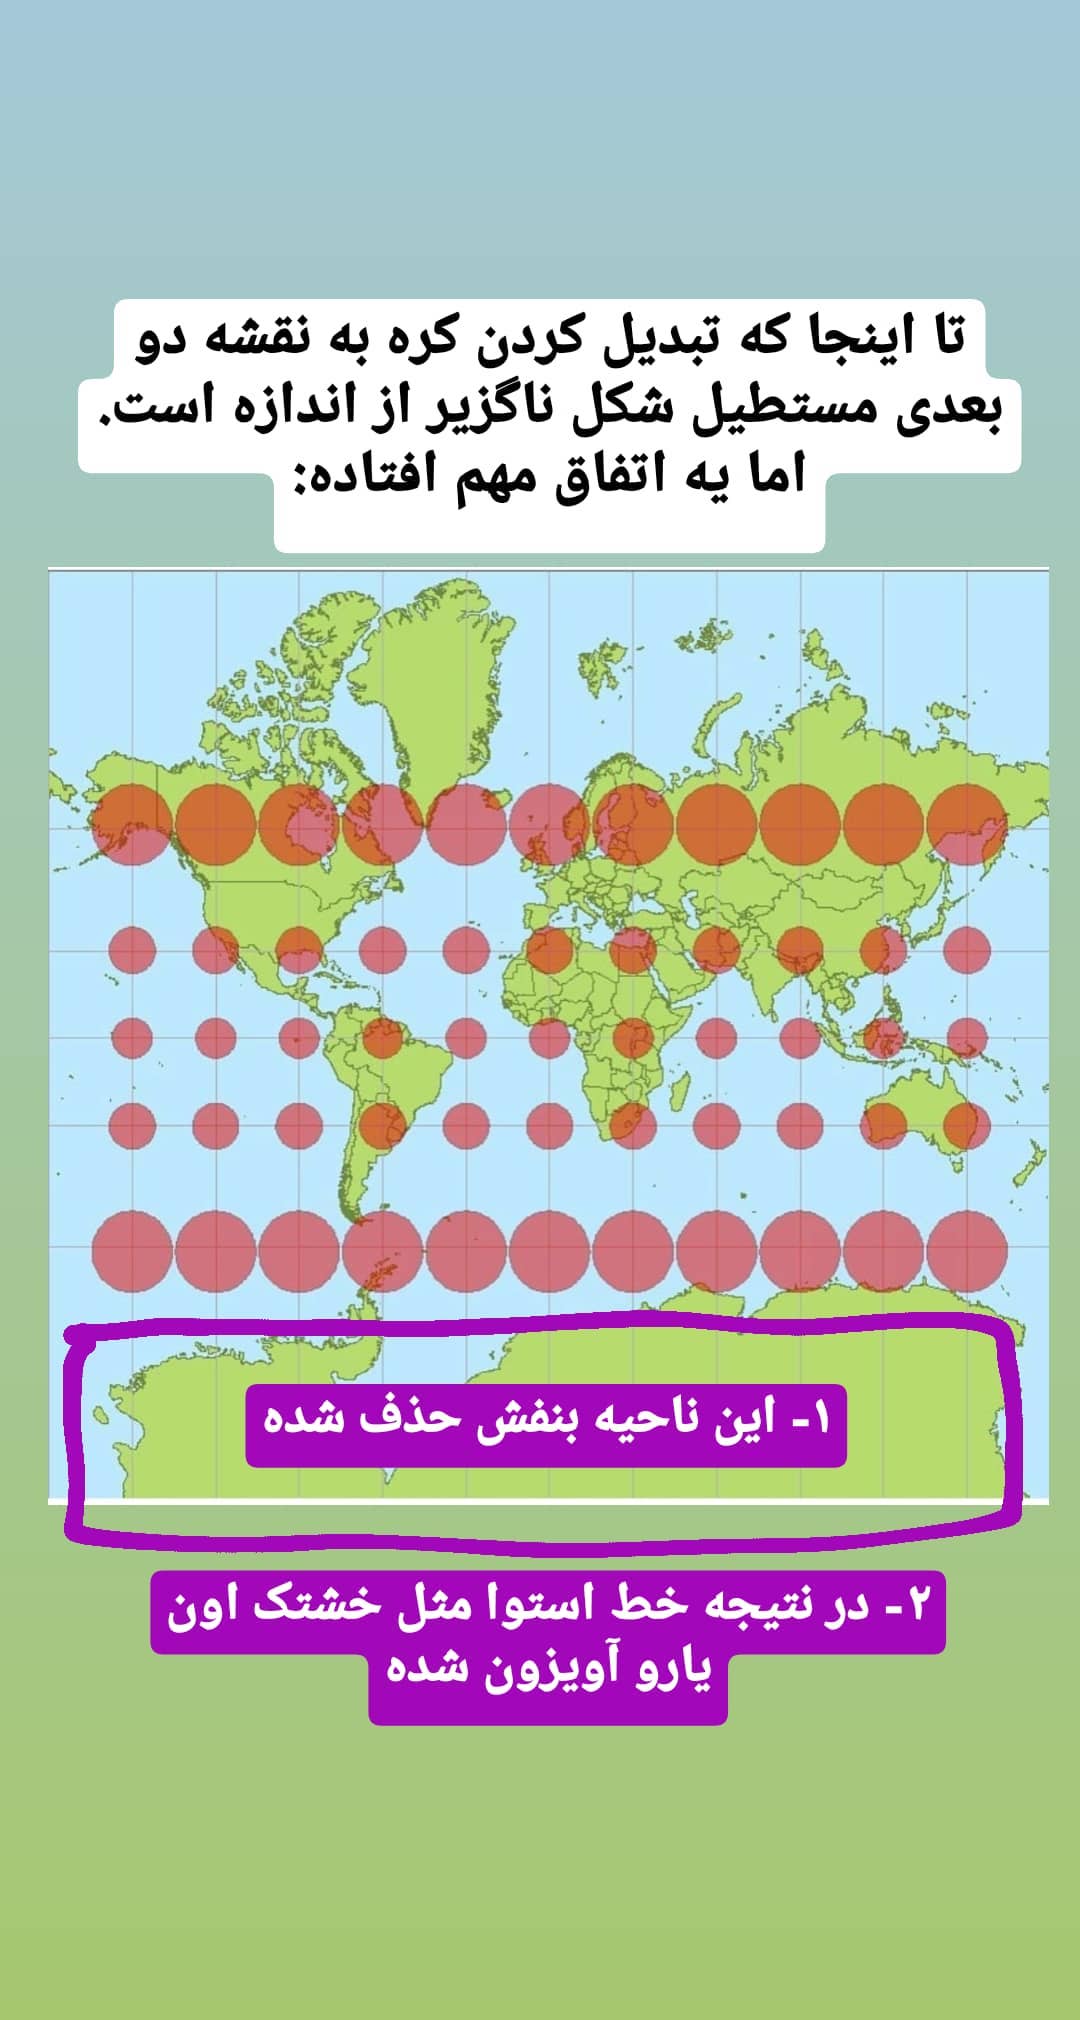 تا اینجا که تبدیل کردن کره به نقشه دو
بعدی مستطیل شکل ناگزیر از اندازه است.
اما یه اتفاق مهم افتاده:
۱- این ناحیه بنفش حذف شده
۲- در نتیجه خط استوا مثل خشتک اون
یارو آویزون شده